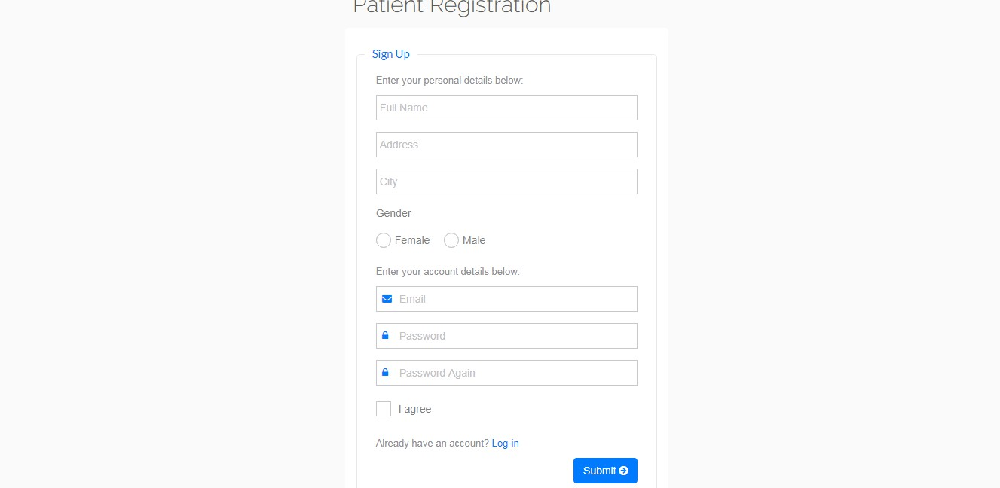 Patient Registration
Sign Up
Enter your personal details below:
Full Name
Address
City
Gender
Female Male
Enter your account details below:
Email
Password
Password Again
I agree
Already have an account? Log-in
Submit